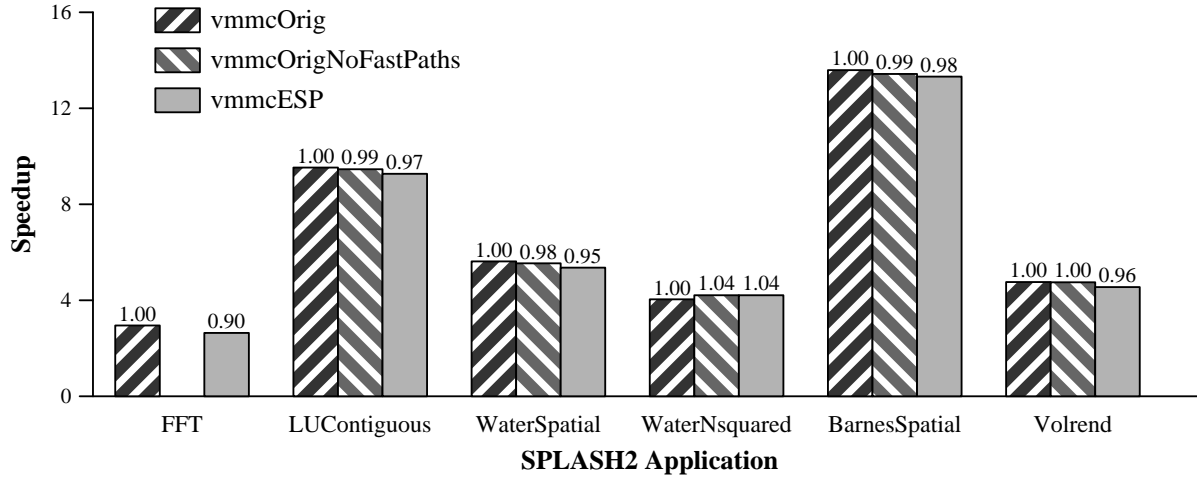 16
vmmcOrig
vmmcOrigNoFastPaths
vmmcESP
12
8
4
0
Speedup
1.00 0.90
1.00 0.99 0.97
1.00 0.98 0.95
1.00 1.04 1.04
1.00 0.99 0.98
1.00 1.00 0.96
FFT LUContiguous WaterSpatial WaterNsquared BarnesSpatial Volrend
SPLASH2 Application